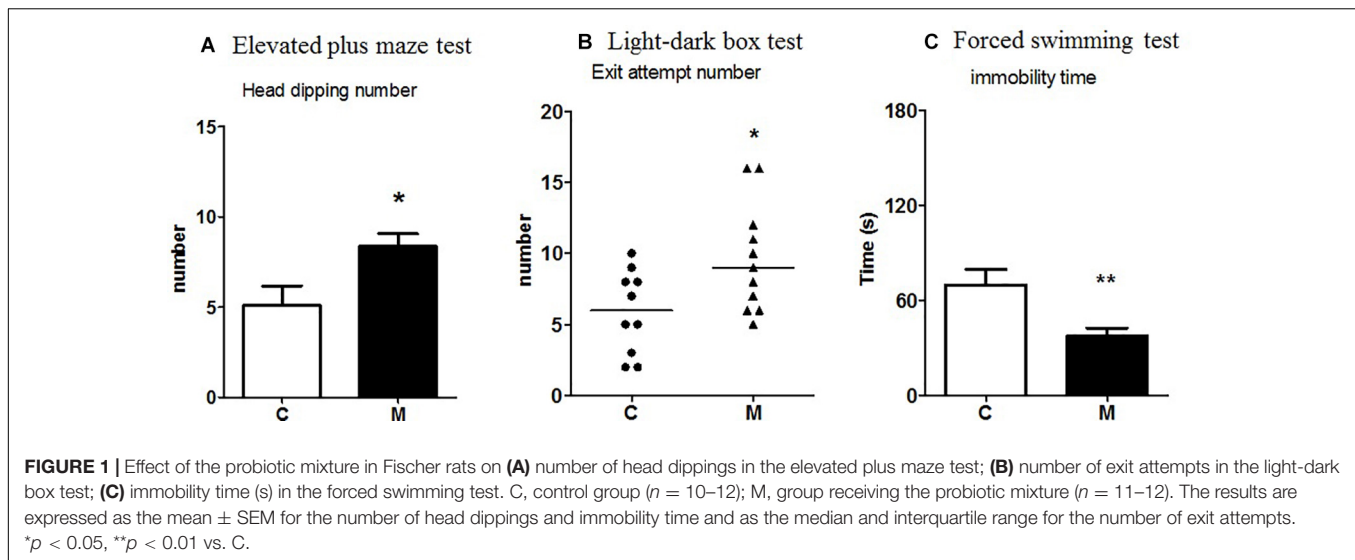 A Elevated plus maze test
Head dipping number
15
10
5
0
number
*
C
M
B Light-dark box test
Exit attempt number
20
15
10
5
0
number
*
C
M
C Forced swimming test
immobility time
180
120
60
0
Time (s)
**
C
M
FIGURE 1 | Effect of the probiotic mixture in Fischer rats on (A) number of head dippings in the elevated plus maze test; (B) number of exit attempts in the light-dark
box test; (C) immobility time (s) in the forced swimming test. C, control group (n = 10–12); M, group receiving the probiotic mixture (n = 11–12). The results are
expressed as the mean ± SEM for the number of head dippings and immobility time and as the median and interquartile range for the number of exit attempts.
*p < 0.05, **p < 0.01 vs. C.